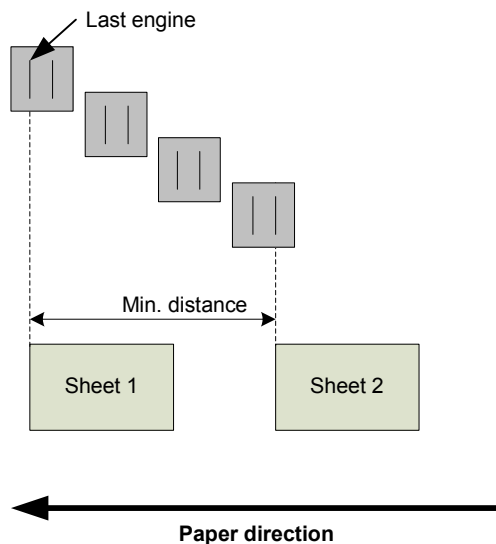 Last engine
Min. distance
Sheet 1
Sheet 2
Paper direction